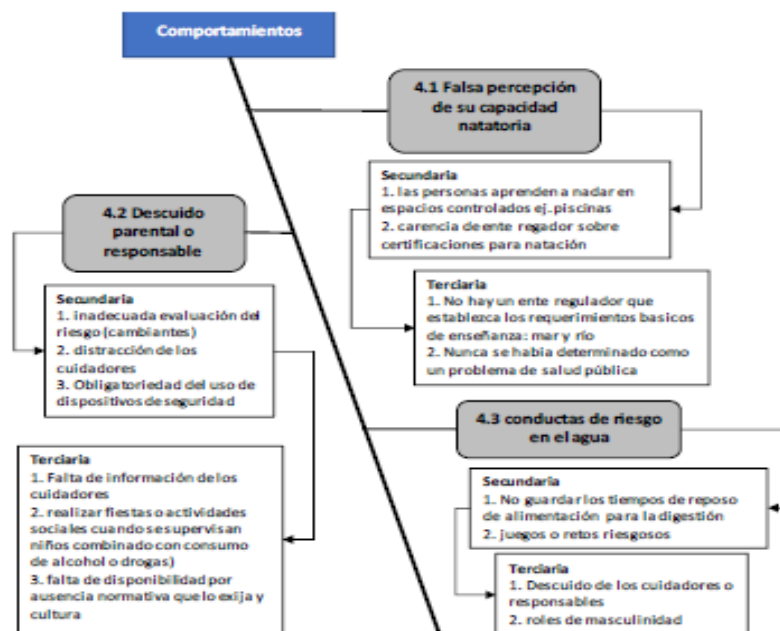 Comportamientos
4.1 Falsa percepción
de su capacidad
natatoria
Secundaria
1. las personas aprenden a nadar en
espacios controlados ej. piscinas
2. carencia de ente regador sobre
certificaciones para natación
Terciaria
1. No hay un ente regulador que
establezca los requerimientos basicos
de enseñanza: mar y río
2. Nunca se habia determinado como
un problema de salud pública
4.2 Descuido
parental o
responsable
Secundaria
1. inadecuada evaluación del
riesgo (cambiantes)
2. distracción de los
cuidadores
3. Obligatoriedad del uso de
dispositivos de seguridad
Terciaria
1. Falta de información de los
cuidadores
2. realizar fiestas o actividades
sociales cuando se supervisan
niños combinado con consumo
de alcohol o drogas)
3. falta de disponibilidad por
ausencia normativa que lo exija y
cultura
4.3 conductas de riesgo
en el agua
Secundaria
1. No guardar los tiempos de reposo
de alimentación para la digestión
2. juegos o retos riesgosos
Terciaria
1. Descuido de los cuidadores o
responsables
2. roles de masculinidad